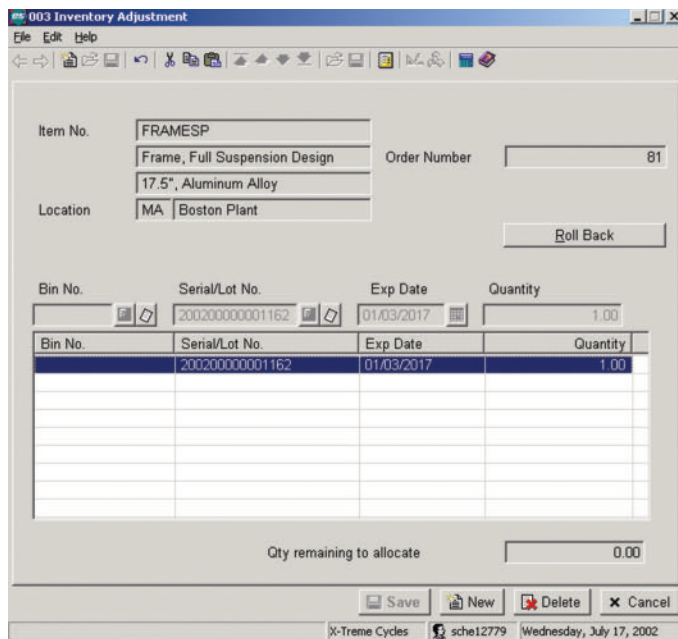 003 Inventory Adjustment
File Edit Help
Item No. FRAMESP
Frame, Full Suspension Design Order Number 81
17.5", Aluminum Alloy
Location MA Boston Plant
Roll Back
Bin No. Serial/Lot No. Exp Date Quantity
200200000001162 01/03/2017 1.00
Bin No. Serial/Lot No. Exp Date Quantity
200200000001162 01/03/2017 1.00
Qty remaining to allocate 0.00
Save New Delete Cancel
X-Treme Cycles sche12779 Wednesday, July 17, 2002